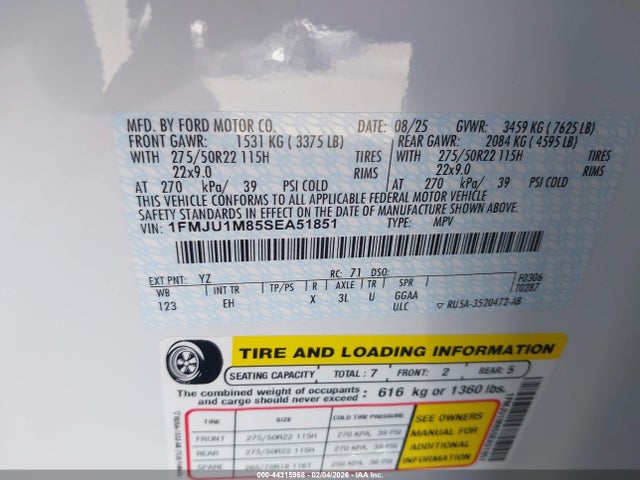 MFD. BY FORD MOTOR CO. DATE: 08/25 GVWR: 3459 KG ( 7625 LB)
FRONT GAWR: 1531 KG ( 3375 LB) REAR GAWR: 2084 KG ( 4595 LB)
WITH 275/50R22 115H TIRES WITH 275/50R22 115H TIRES
22x9.0 RIMS 22x9.0 RIMS
AT 270 kPa/ 39 PSI COLD AT 270 kPa/ 39 PSI COLD
THIS VEHICLE CONFORMS TO ALL APPLICABLE FEDERAL MOTOR VEHICLE
SAFETY STANDARDS IN EFFECT ON THE DATE OF MANUFACTURE SHOWN ABOVE.
VIN: 1FMJU1M85SEA51851 TYPE: MPV
EXT PNT: YZ RC: 71 DSO:
WB INT TR TP/PS R AXLE TR SPR F0306
123 EH X 3L U GGAA T0287
ULC ▽ RU5A-3520472-AB
TIRE AND LOADING INFORMATION
SEATING CAPACITY TOTAL : 7 FRONT: 2 REAR: 5
The combined weight of occupants and cargo should never exceed: 616 kg or 1360 lbs.
TIRE SIZE COLD TIRE PRESSURE
FRONT 275/50R22 115H 270 KPA, 39 PSI
REAR 275/50R22 115H 270 KPA, 39 PSI
SPARE 265/70R18 116T 250 KPA, 36 PSI
SEE OWNERS
MANUAL FOR
ADDITIONAL
INFORMATION
© 44315968 - 02/04/2026 - IAA Inc.